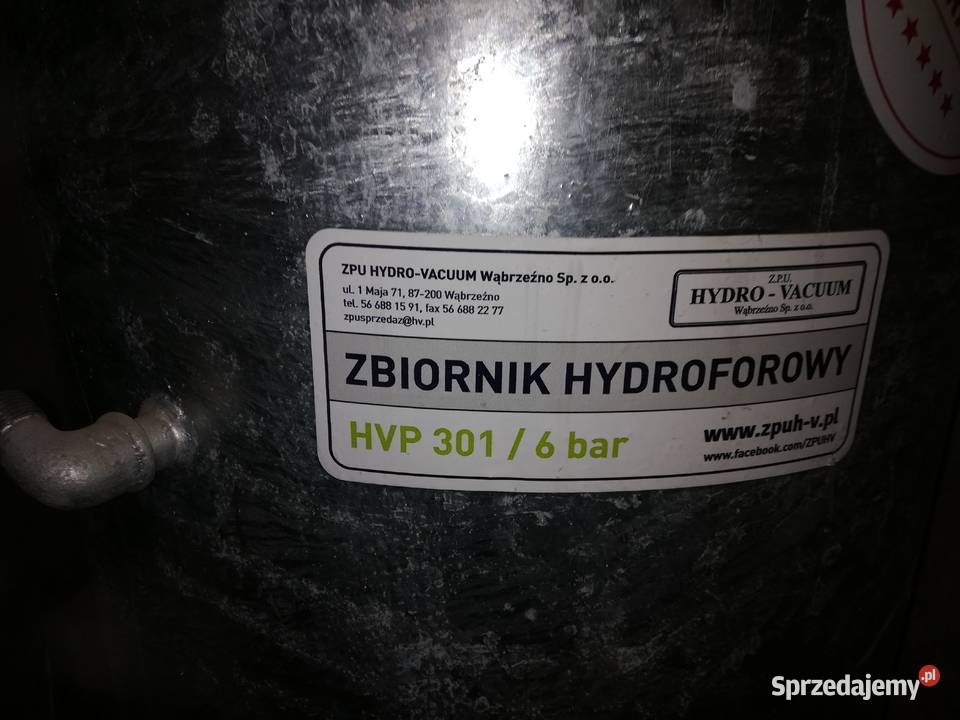 ZPU HYDRO-VACUUM Wąbrzeźno Sp. z o.o.
ul. 1 Maja 71, 87-200 Wąbrzeźno
tel. 56 688 15 91, fax 56 688 22 77
zpusprzedaz@hv.pl
Z.P.U.
HYDRO - VACUUM
Wąbrzeźno Sp. z o.o.
ZBIORNIK HYDROFOROWY
HVP 301 / 6 bar
www.zpuh-v.pl
www.facebook.com/ZPUHV
Sprzedajemy.pl